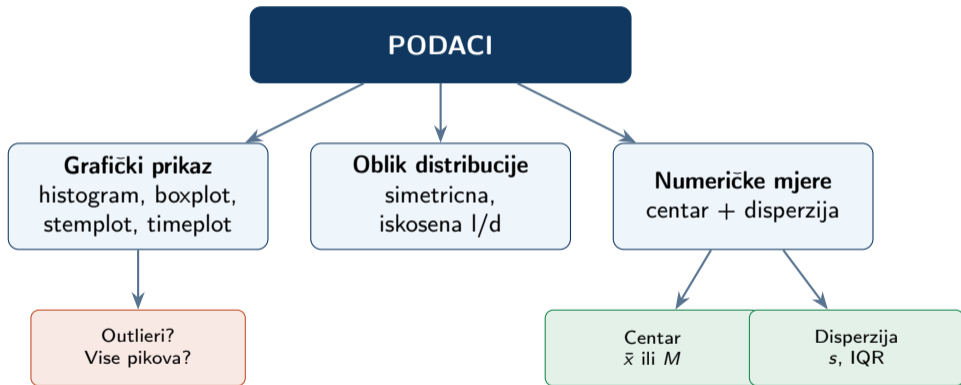 PODACI
Grafički prikaz
histogram, boxplot,
stemplot, timeplot
Oblik distribucije
simetricna,
iskosena l/d
Numeričke mjere
centar + disperzija
Outlieri?
Vise pikova?
Centar
x̄ ili M
Disperzija
s, IQR